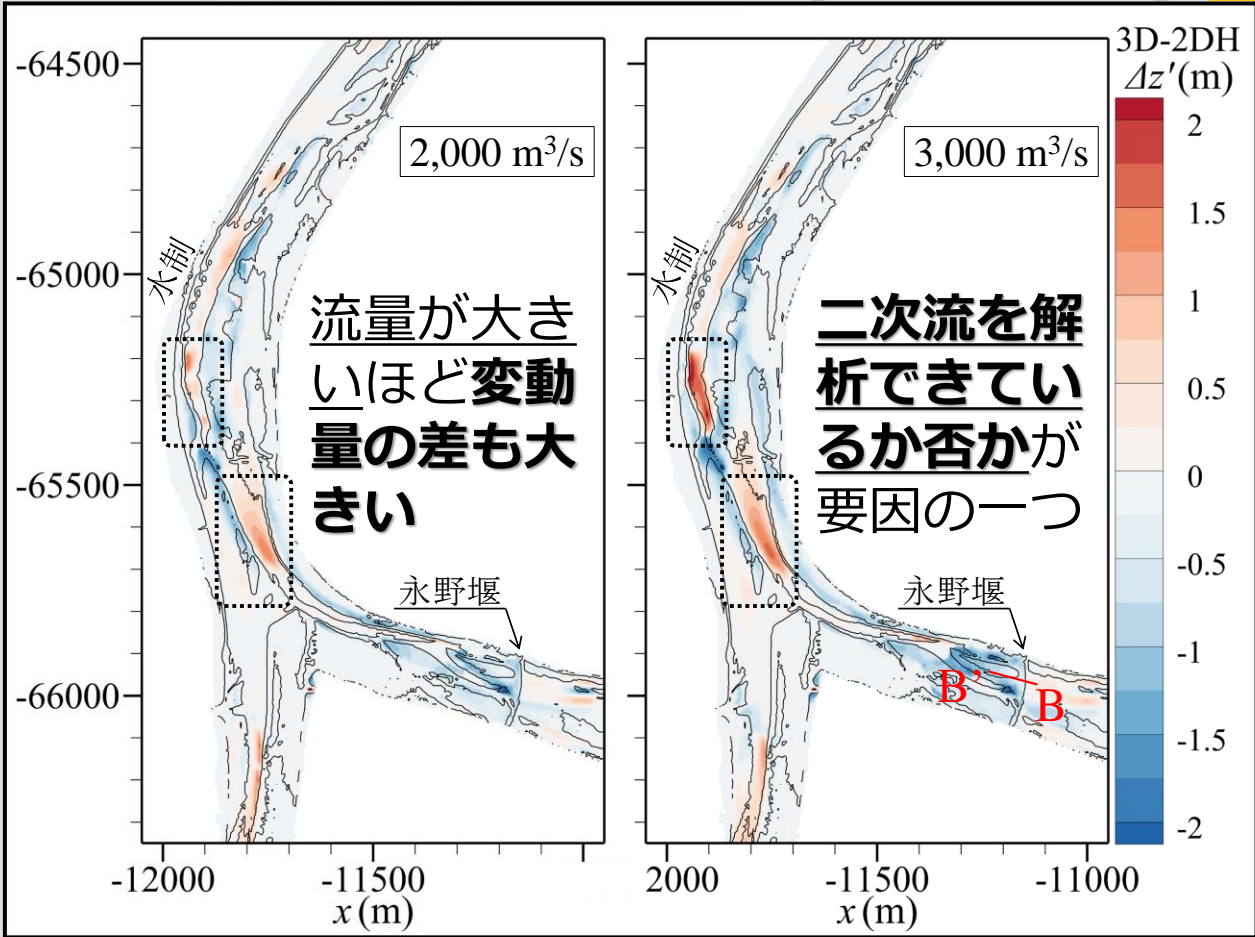 3D-2DH
Δz'(m)
-64500
-65000
-65500
-66000
2,000 m³/s
水制
流量が大き
いほど変動
量の差も大
きい
永野堰
-12000
-11500
x (m)
3,000 m³/s
水制
二次流を解
析できてい
るか否かが
要因の一つ
永野堰
B'
B
2000
-11500
-11000
x (m)
2
1.5
1
0.5
0
-0.5
-1
-1.5
-2